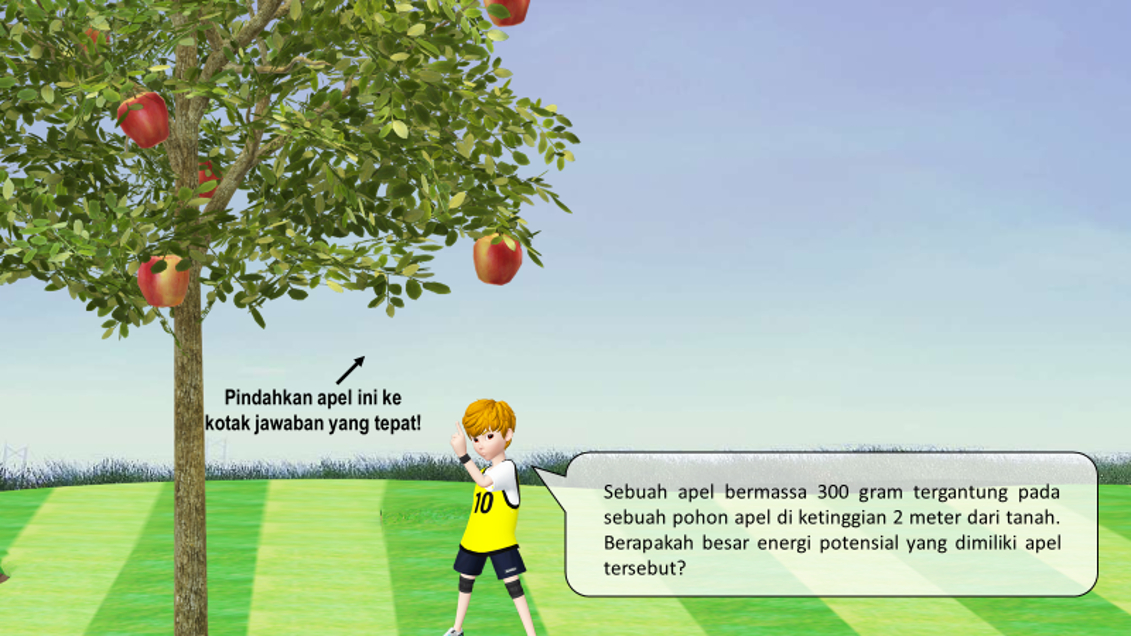 Pindahkan apel ini ke
kotak jawaban yang tepat!
10
Sebuah apel bermassa 300 gram tergantung pada
sebuah pohon apel di ketinggian 2 meter dari tanah.
Berapakah besar energi potensial yang dimiliki apel
tersebut?